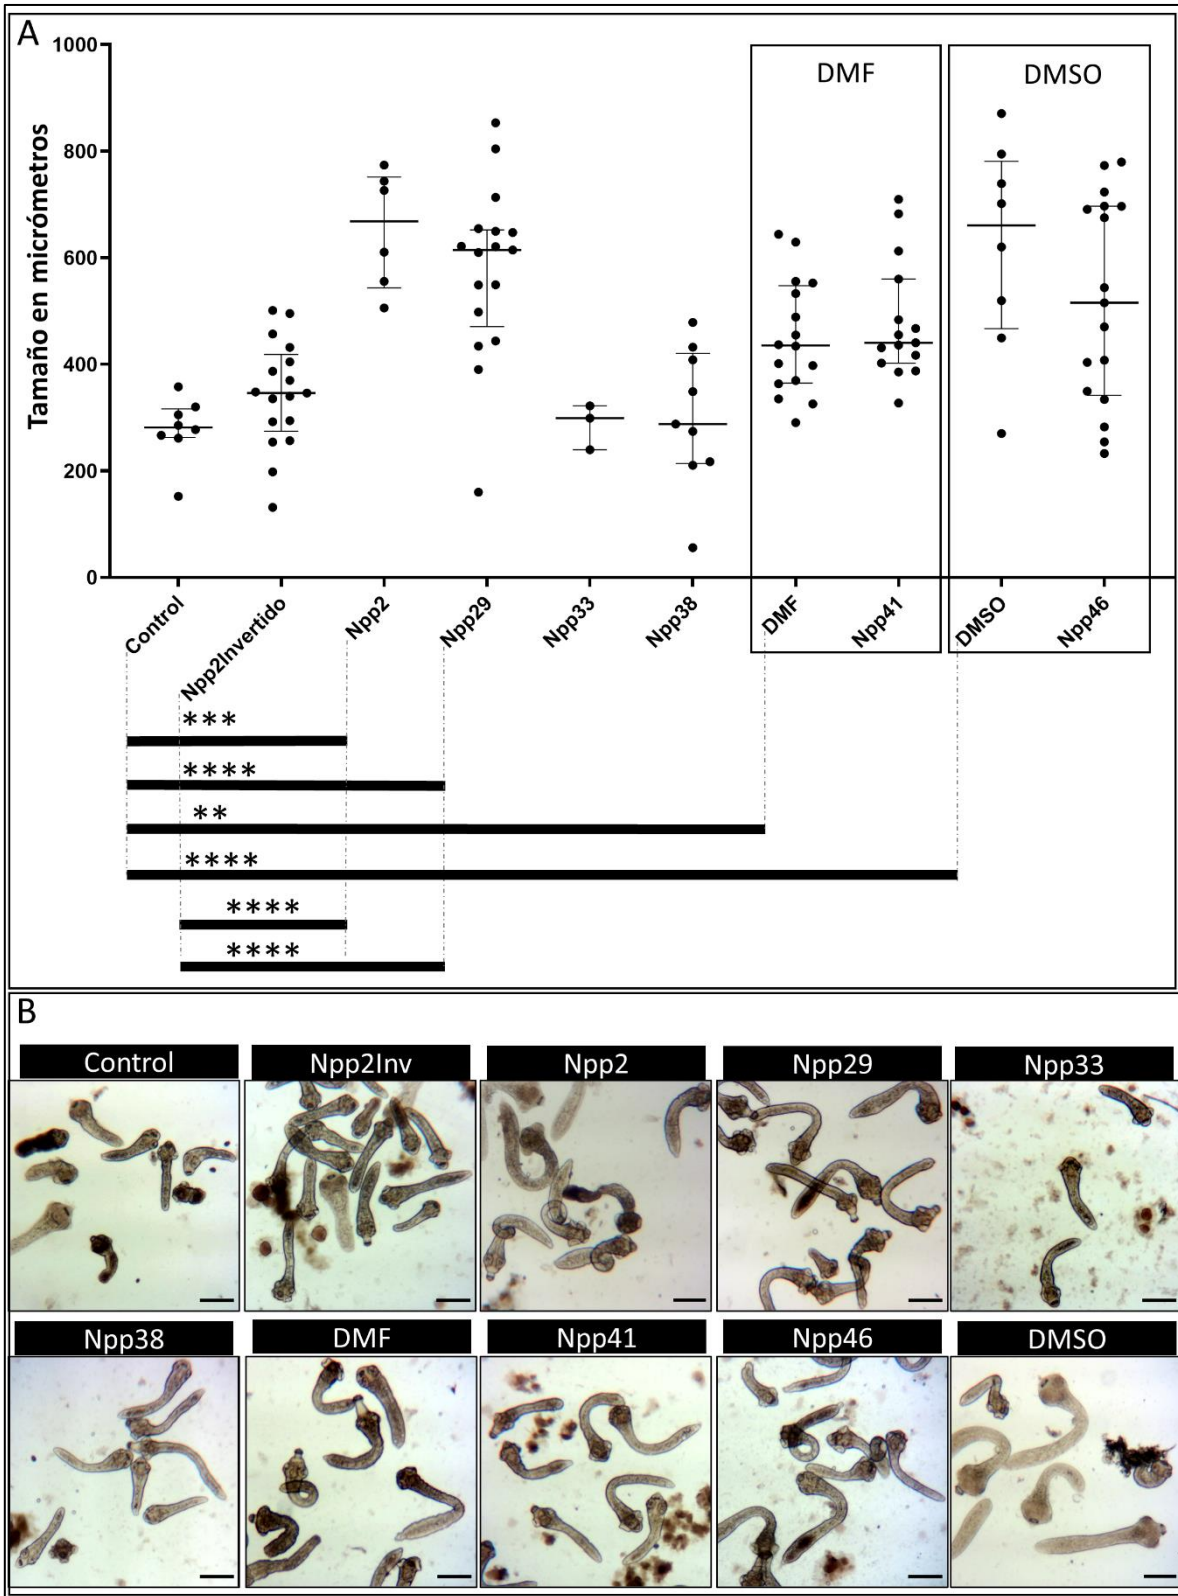 A
Tamaño en micrómetros
1000
800
600
400
200
0
DMF
DMSO
Control
Npp2Invertido
Npp2
Npp29
Npp33
Npp38
DMF
Npp41
DMSO
Npp46
***
****
**
****
****
****
B
Control
Npp2Inv
Npp2
Npp29
Npp33
Npp38
DMF
Npp41
Npp46
DMSO